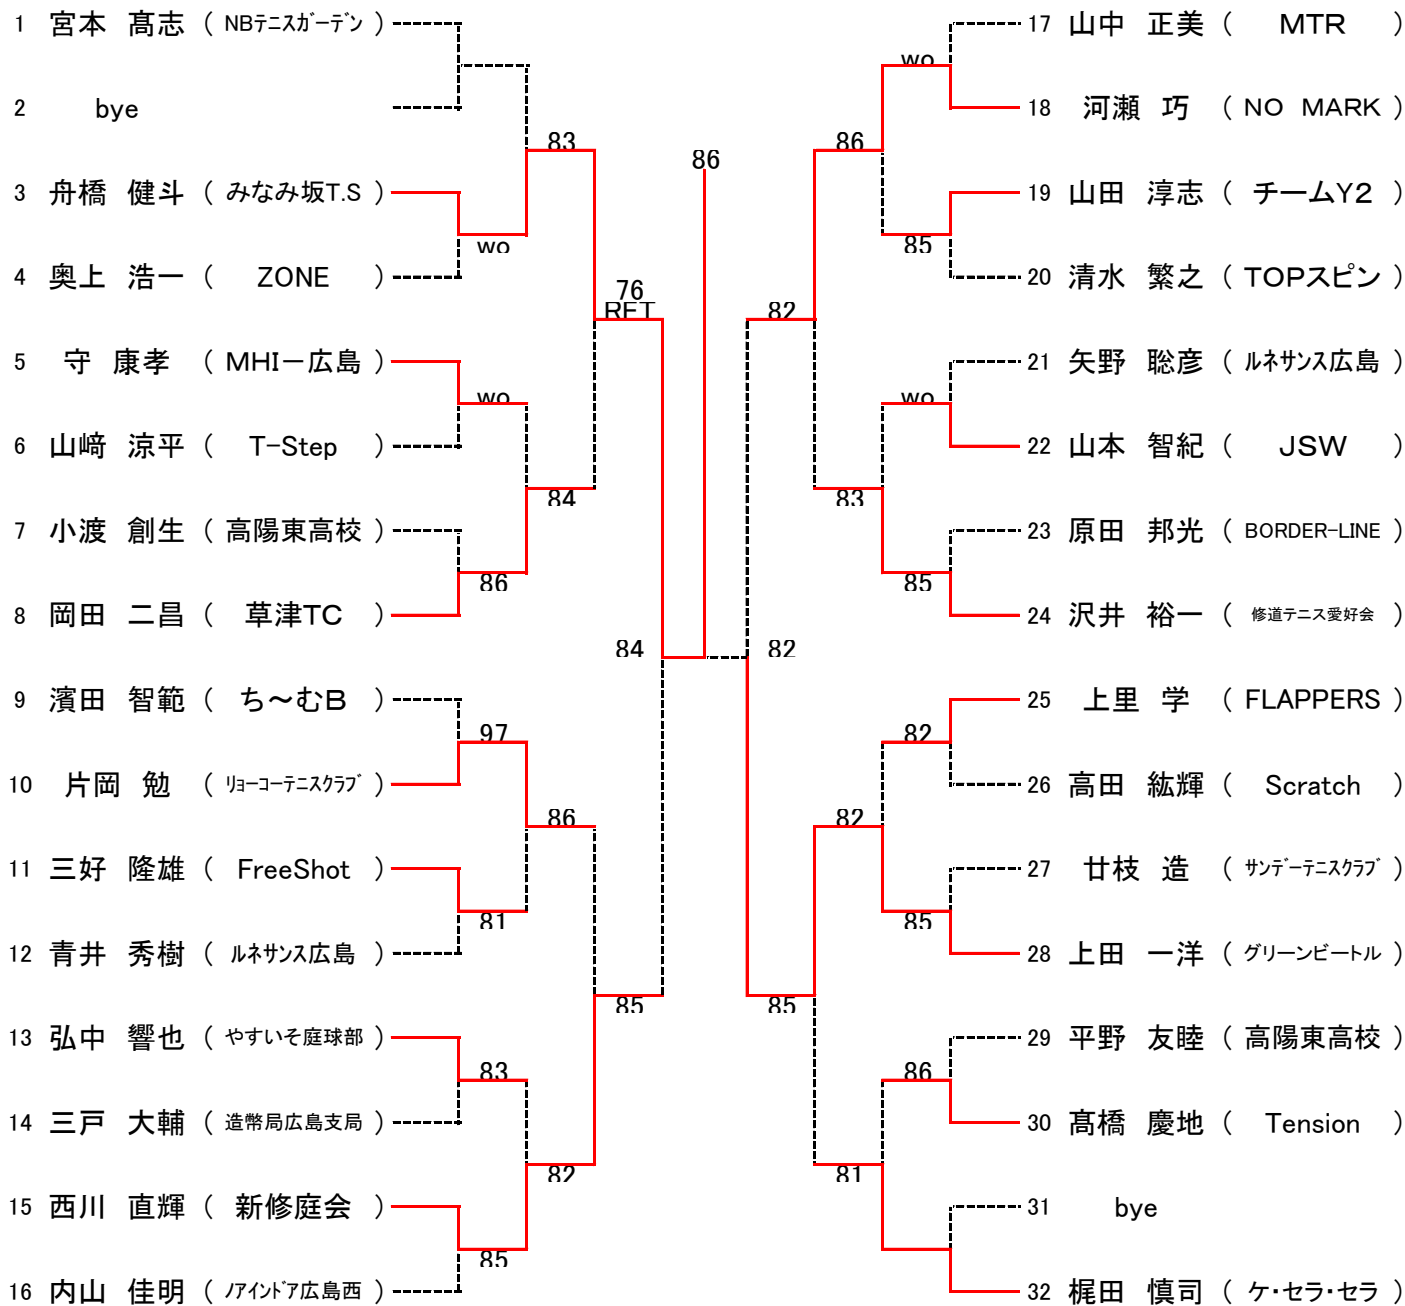 1 宮本 髙志 ( NBテニスガーデン )
2 bye
3 舟橋 健斗 ( みなみ坂T.S )
4 奥上 浩一 ( ZONE )
5 守 康孝 ( MHIー広島 )
6 山﨑 涼平 ( T-Step )
7 小渡 創生 ( 高陽東高校 )
8 岡田 二昌 ( 草津TC )
9 濱田 智範 ( ち～むB )
10 片岡 勉 ( リョーコーテニスクラブ )
11 三好 隆雄 ( FreeShot )
12 青井 秀樹 ( ルネサンス広島 )
13 弘中 響也 ( やすいそ庭球部 )
14 三戸 大輔 ( 造幣局広島支局 )
15 西川 直輝 ( 新修庭会 )
16 内山 佳明 ( ノアインドア広島西 )
wo
wo
86
97
81
83
85
83
84
86
82
76
RET
85
84
86
82
82
85
86
83
82
81
wo
85
wo
85
82
85
86
17 山中 正美 ( MTR )
18 河瀬 巧 ( NO MARK )
19 山田 淳志 ( チームY2 )
20 清水 繁之 ( TOPスピン )
21 矢野 聡彦 ( ルネサンス広島 )
22 山本 智紀 ( JSW )
23 原田 邦光 ( BORDER-LINE )
24 沢井 裕一 ( 修道テニス愛好会 )
25 上里 学 ( FLAPPERS )
26 高田 紘輝 ( Scratch )
27 廿枝 造 ( サンデーテニスクラブ )
28 上田 一洋 ( グリーンビートル )
29 平野 友睦 ( 高陽東高校 )
30 髙橋 慶地 ( Tension )
31 bye
32 梶田 慎司 ( ケ・セラ・セラ )